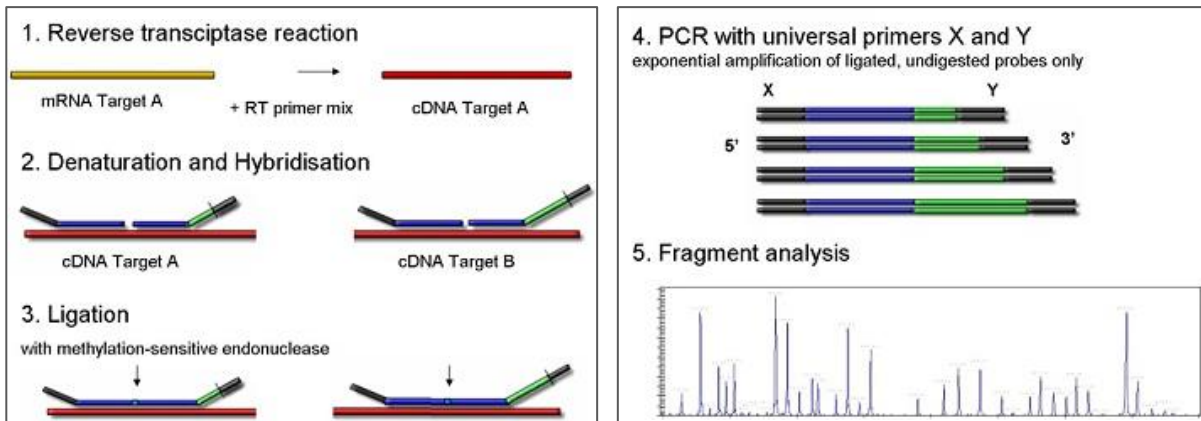 1. Reverse transciptase reaction
mRNA Target A
+ RT primer mix
cDNA Target A
2. Denaturation and Hybridisation
cDNA Target A
cDNA Target B
3. Ligation
with methylation-sensitive endonuclease
4. PCR with universal primers X and Y
exponential amplification of ligated, undigested probes only
X
Y
5'
3'
5. Fragment analysis